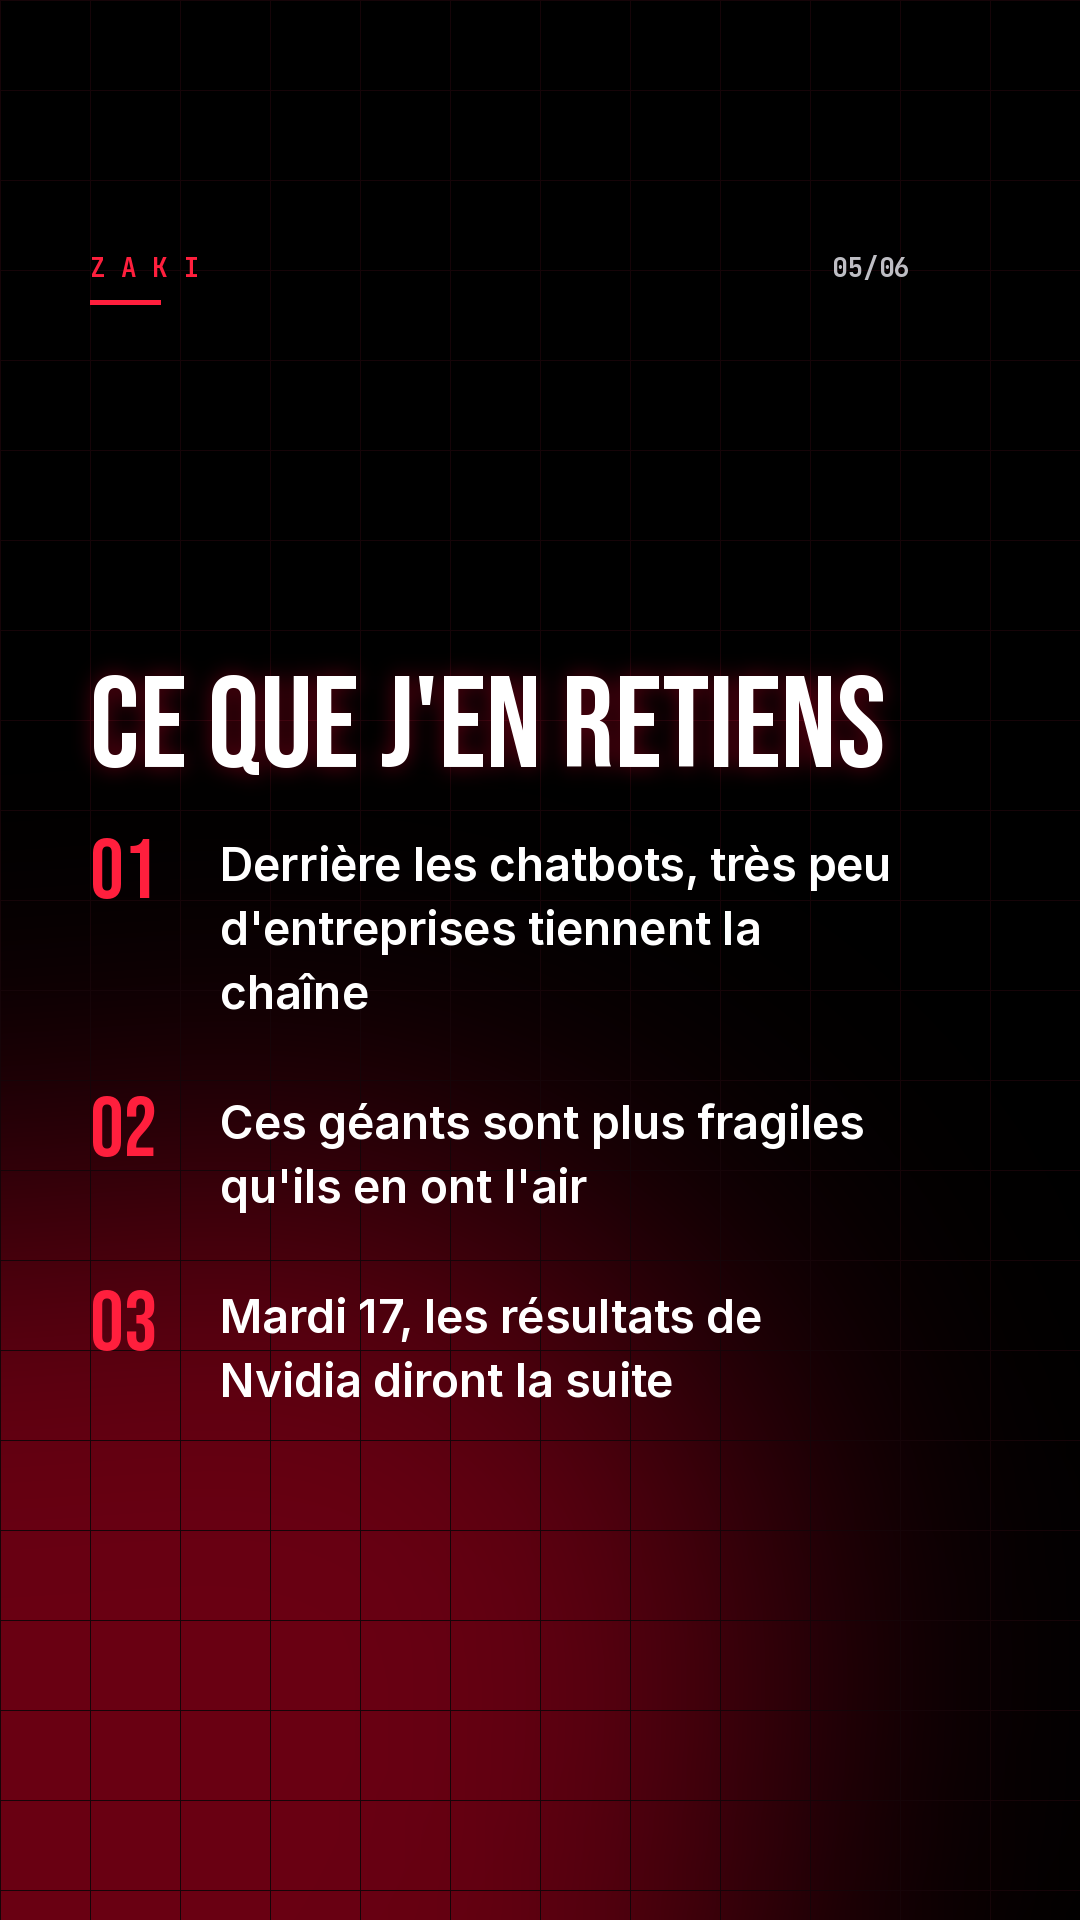 ZAKI
05/06
CE QUE J'EN RETIENS
01
Derrière les chatbots, très peu
d'entreprises tiennent la
chaîne
02
Ces géants sont plus fragiles
qu'ils en ont l'air
03
Mardi 17, les résultats de
Nvidia diront la suite